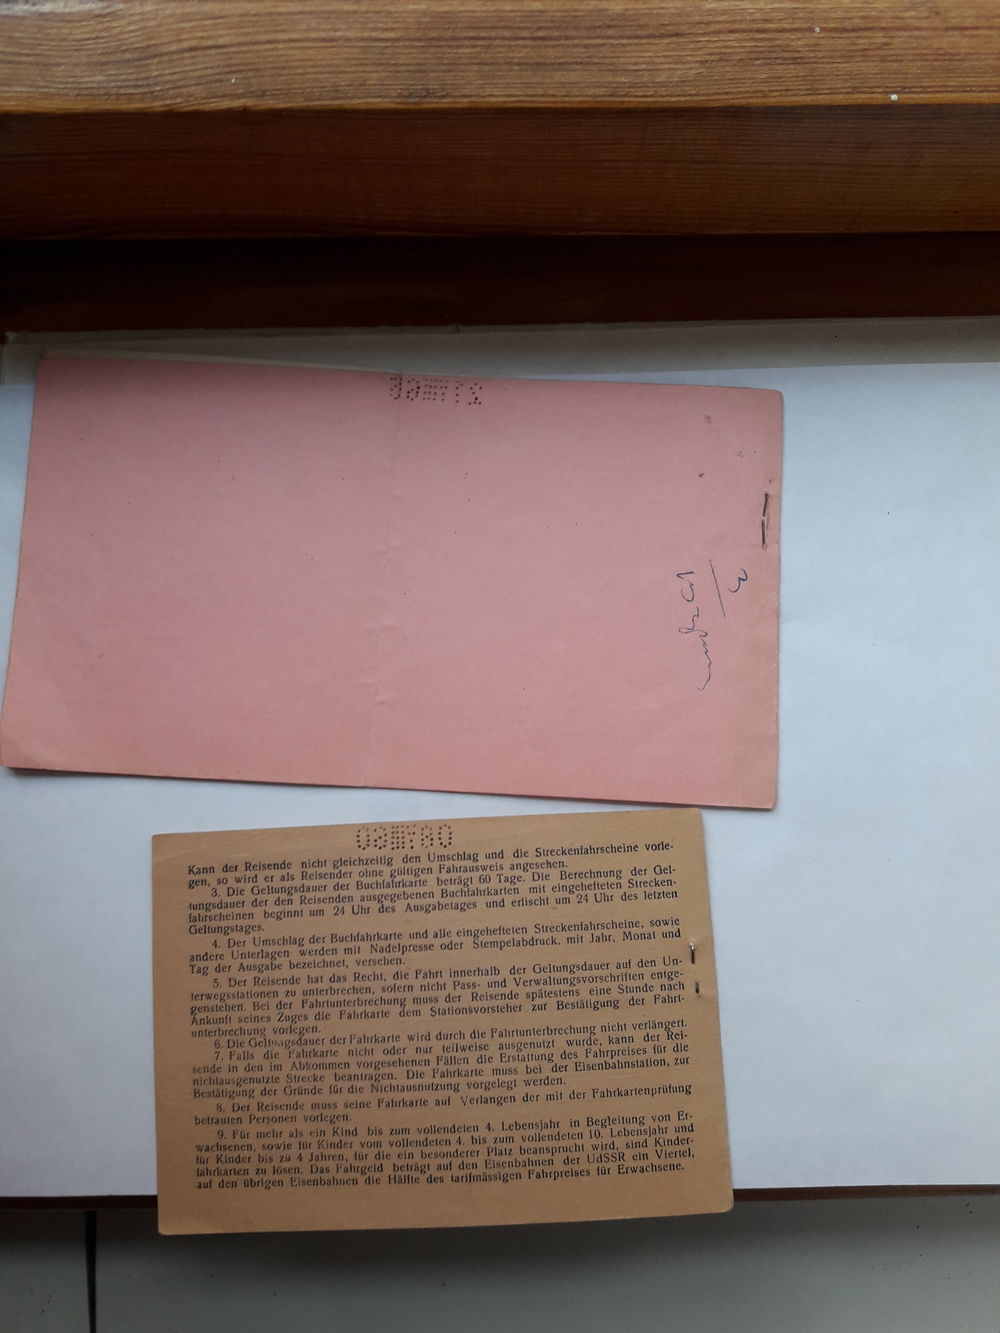 Kann der Reisende nicht gleichzeitig den Umschlag und die Streckenfahrscheine vorle-
gen, so wird er als Reisender ohne gültigen Fahrausweis angesehen.
3. Die Geltungsdauer der Buchfahrkarte beträgt 60 Tage. Die Berechnung der Gel-
tungsdauer der den Reisenden ausgegebenen Buchfahrkarten mit eingehefteten Strecken-
fahrscheinen beginnt um 24 Uhr des Ausgabetages und erlischt um 24 Uhr des letzten
Geltungstages.
4. Der Umschlag der Buchfahrkarte und alle eingehefteten Streckenfahrscheine, sowie
andere Unterlagen werden mit Nadelpresse oder Stempelabdruck, mit Jahr, Monat und
Tag der Ausgabe bezeichnet, versehen.
5. Der Reisende hat das Recht, die Fahrt innerhalb der Geltungsdauer auf den Un-
terwegsstationen zu unterbrechen, sofern nicht Pass- und Verwaltungsvorschriften entge-
genstehen. Bei der Fahrtunterbrechung muss der Reisende spätestens eine Stunde nach
Ankunft seines Zuges die Fahrkarte dem Stationsvorsteher zur Bestätigung der Fahrt-
unterbrechung vorlegen.
6. Die Geltungsdauer der Fahrkarte wird durch die Fahrtunterbrechung nicht verlängert.
7. Falls die Fahrkarte nicht oder nur teilweise ausgenutzt wurde, kann der Rei-
sende in den im Abkommen vorgesehenen Fällen die Erstattung des Fahrpreises für die
nichtausgenutzte Strecke beantragen. Die Fahrkarte muss bei der Eisenbahnstation, zur
Bestätigung der Gründe für die Nichtausnutzung vorgelegt werden.
8. Der Reisende muss seine Fahrkarte auf Verlangen der mit der Fahrkartenprüfung
betrauten Personen vorlegen.
9. Für mehr als ein Kind bis zum vollendeten 4. Lebensjahr in Begleitung von Er-
wachsenen, sowie für Kinder vom vollendeten 4. bis zum vollendeten 10. Lebensjahr und
für Kinder bis zu 4 Jahren, für die ein besonderer Platz beansprucht wird, sind Kinder-
fahrkarten zu lösen. Das Fahrgeld beträgt auf den Eisenbahnen der UdSSR ein Viertel,
auf den übrigen Eisenbahnen die Hälfte des tarifmässigen Fahrpreises für Erwachsene.